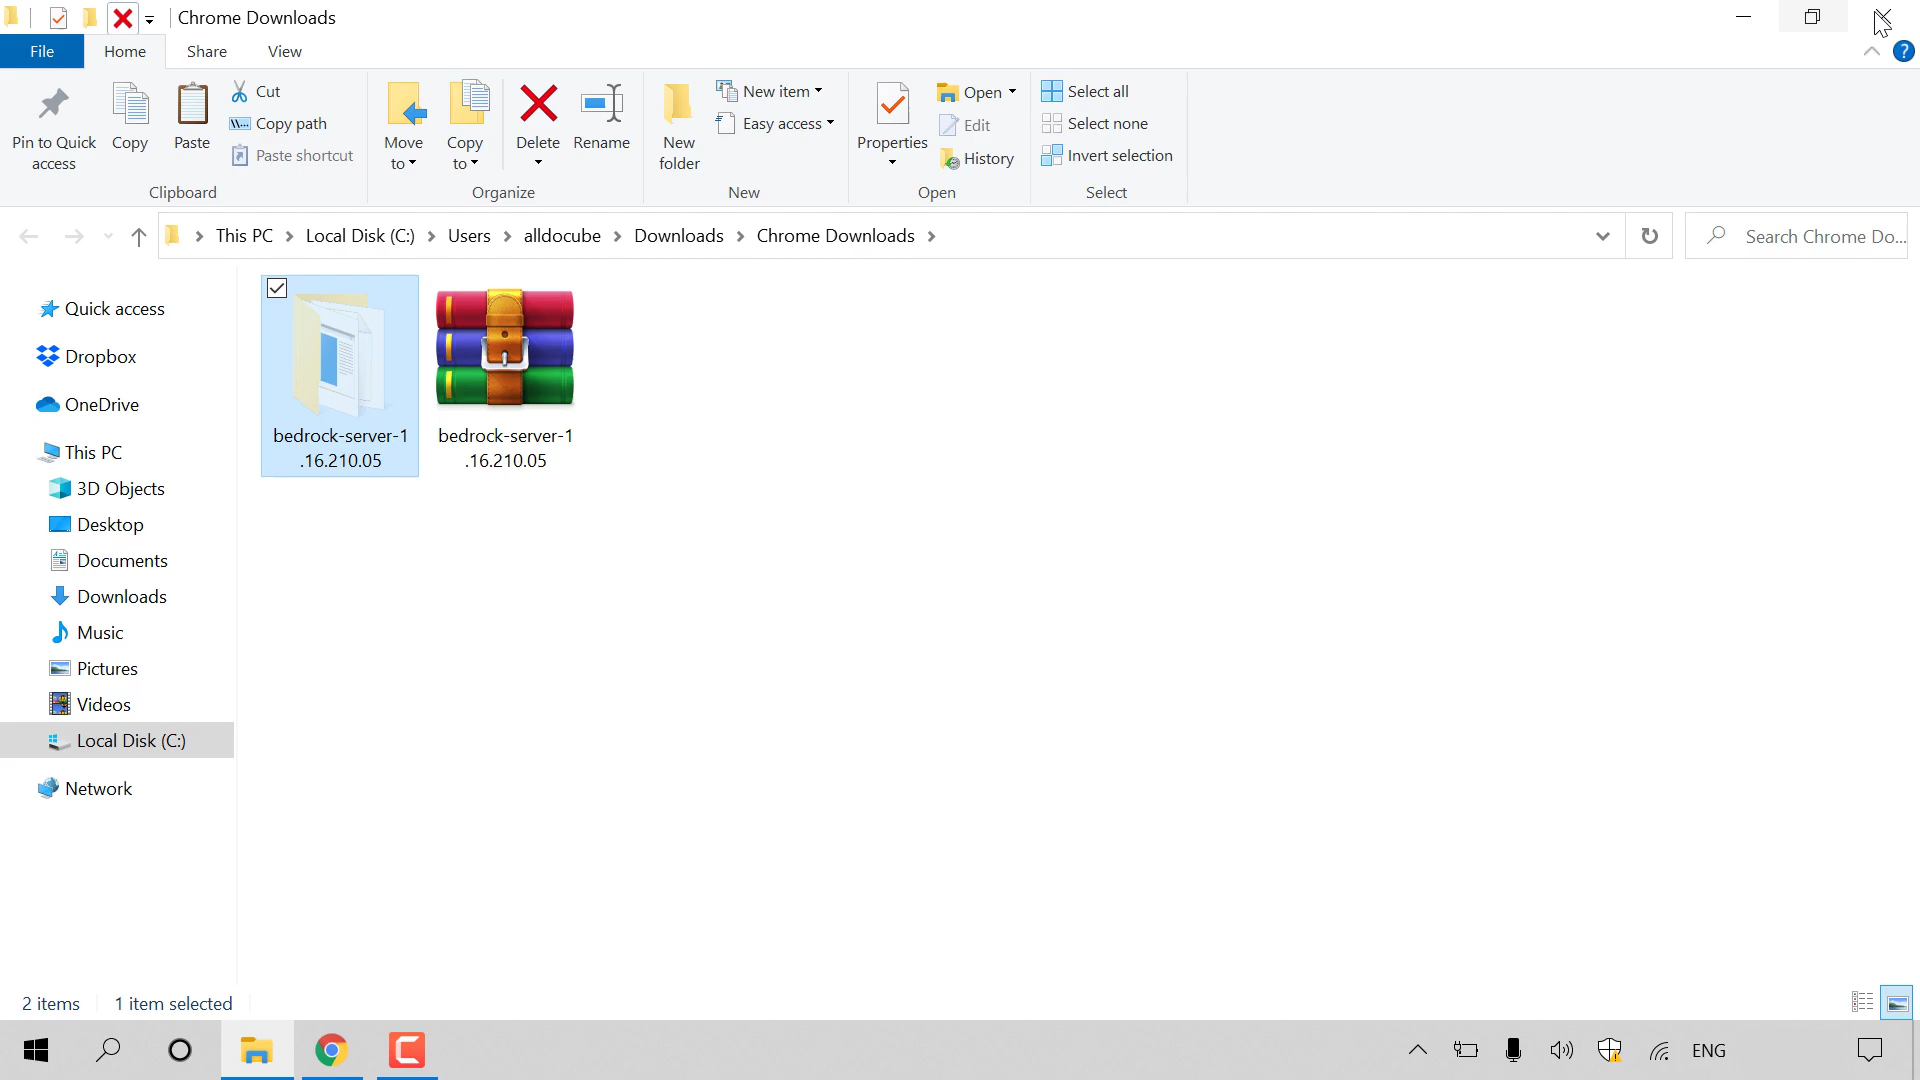 Chrome Downloads
File
Home
Share
View
Pin to Quick
access
Copy
Paste
Cut
Copy path
Paste shortcut
Clipboard
Move
to
Copy
to
Delete
Rename
Organize
New
folder
New item
Easy access
New
Properties
Open
Edit
History
Open
Select all
Select none
Invert selection
Select
This PC
Local Disk (C:)
Users
alldocube
Downloads
Chrome Downloads
Search Chrome Do...
Quick access
Dropbox
OneDrive
This PC
3D Objects
Desktop
Documents
Downloads
Music
Pictures
Videos
Local Disk (C:)
Network
bedrock-server-1
.16.210.05
bedrock-server-1
.16.210.05
2 items
1 item selected
ENG